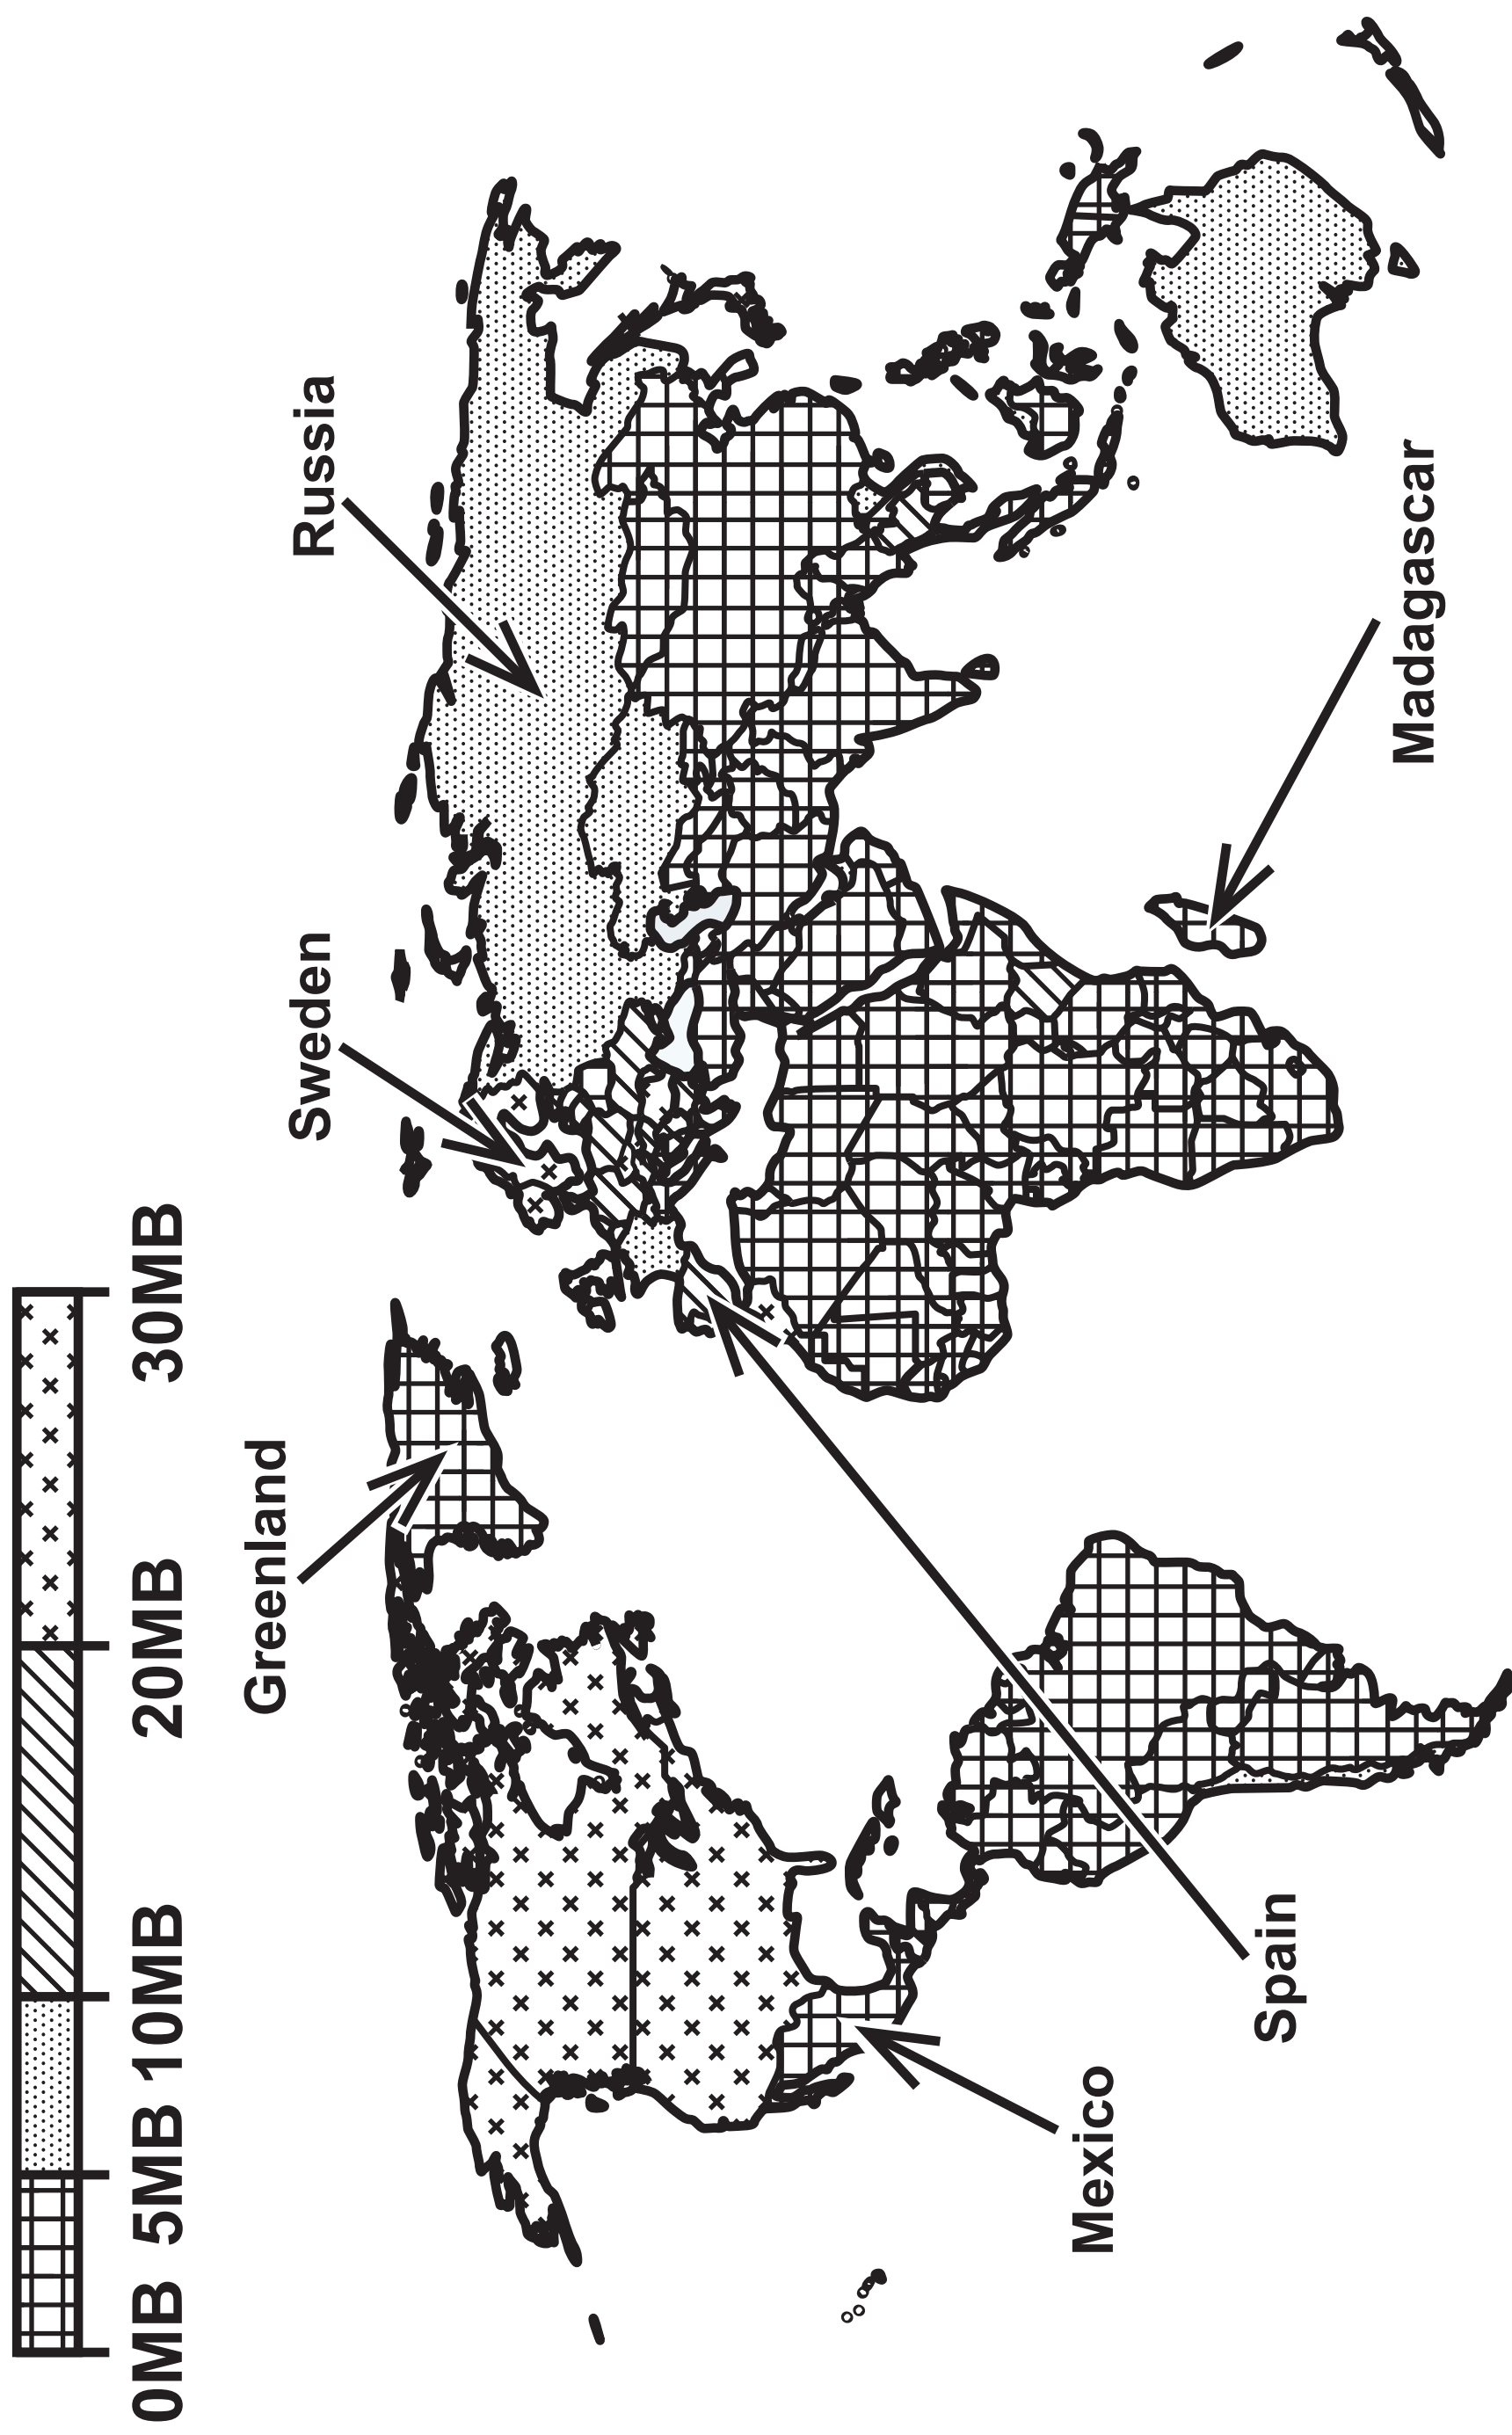 0MB 5MB 10MB 20MB 30MB
Greenland
Sweden
Russia
Mexico
Spain
Madagascar